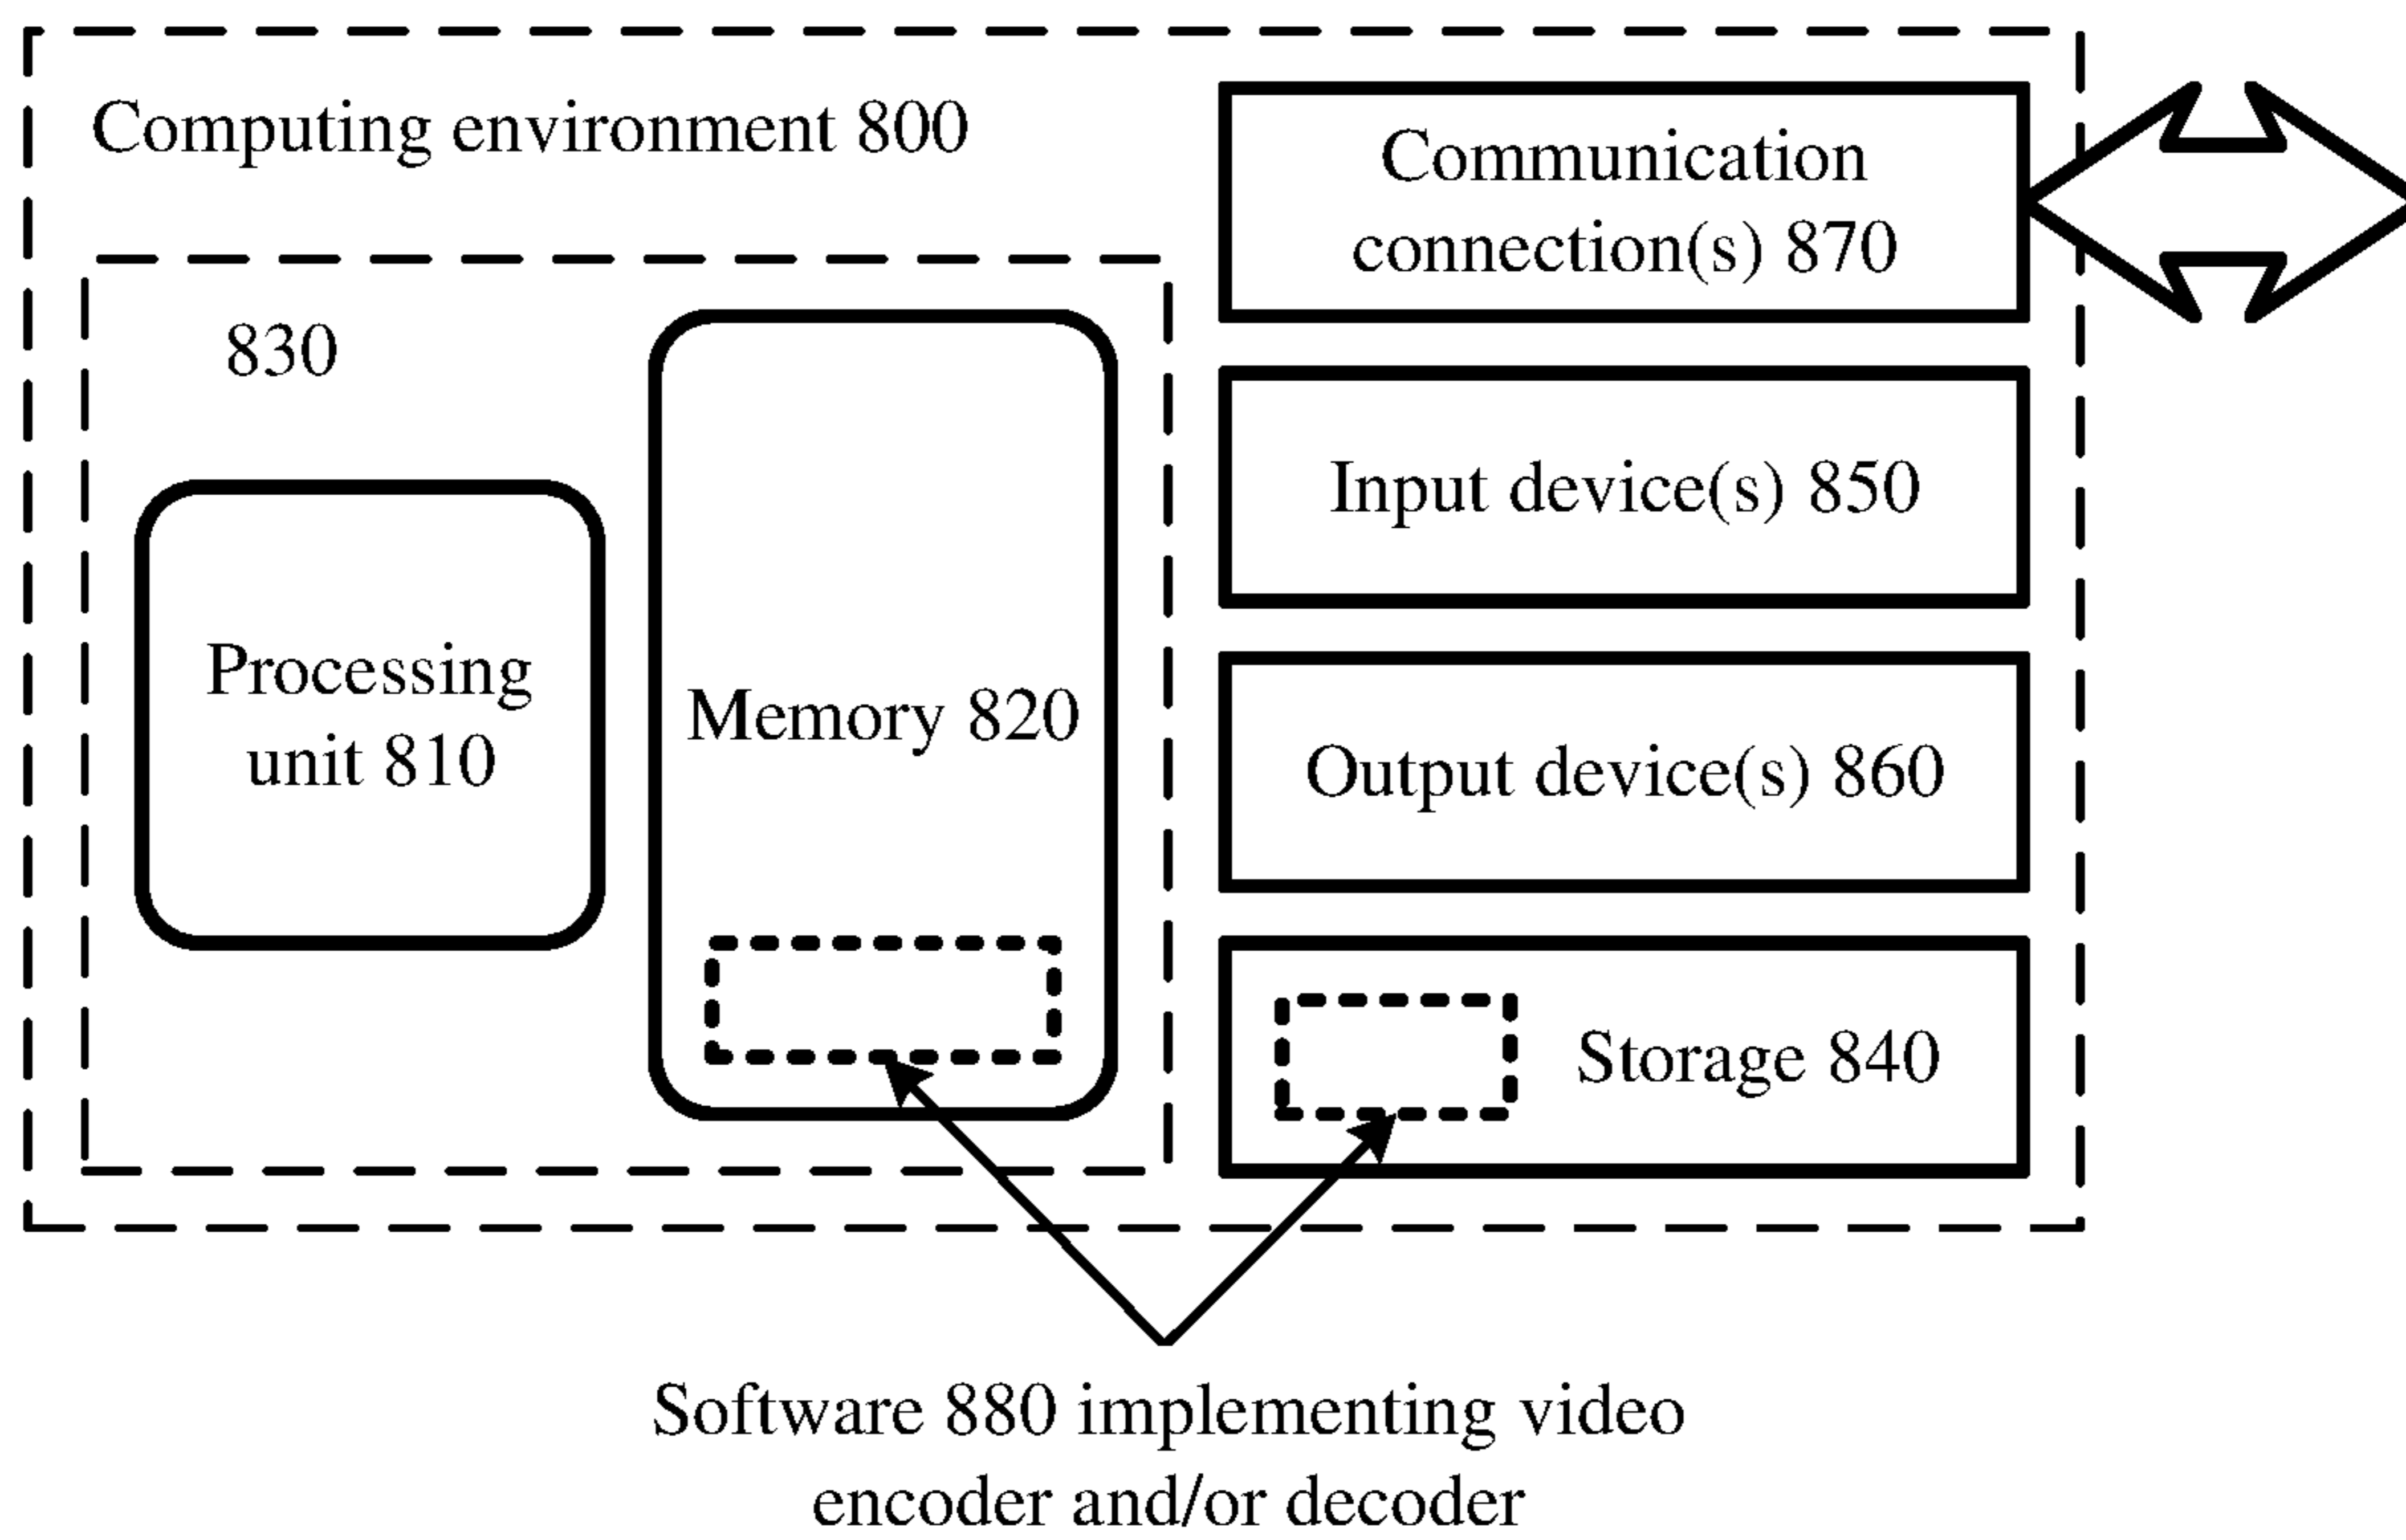 Computing environment 800
Communication
connection(s) 870
830
Input device(s) 850
Processing
unit 810
Memory 820
Output device(s) 860
Storage 840
Software 880 implementing video
encoder and/or decoder